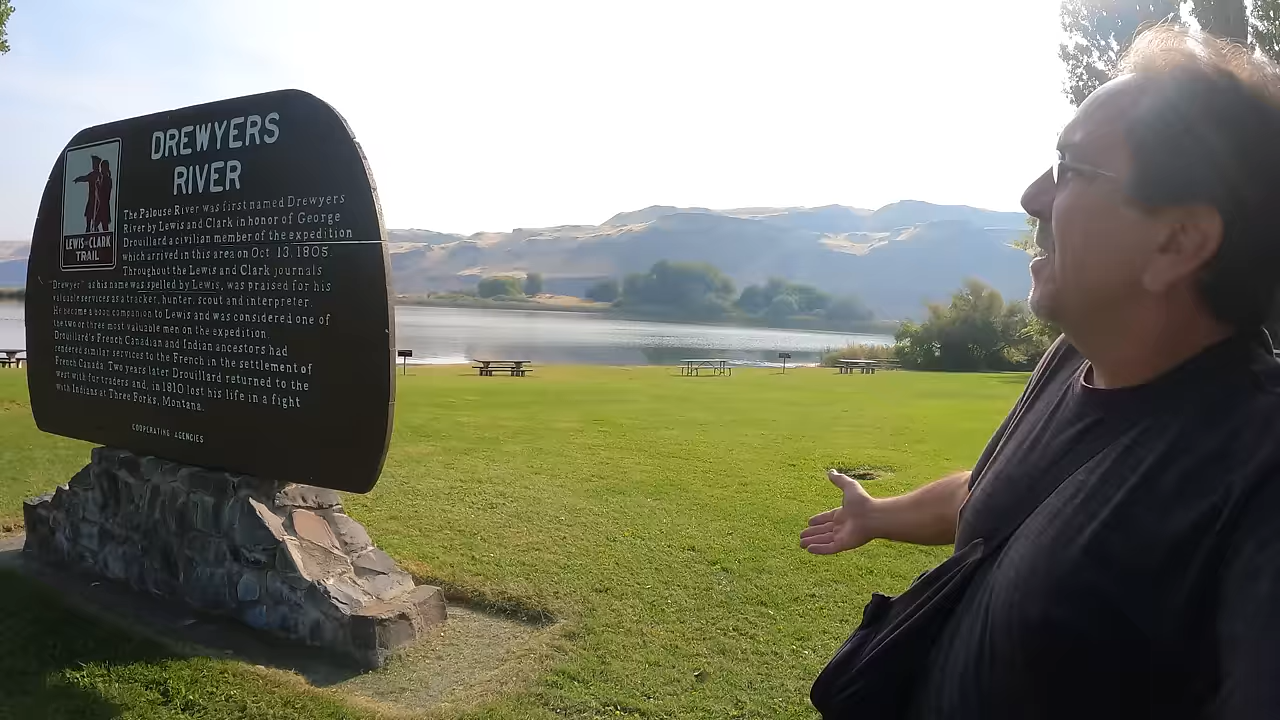 DREWYERS
RIVER
LEWIS AND CLARK
TRAIL
The Palouse River was first named Drewyers
River by Lewis and Clark in honor of George
Drouillard a civilian member of the expedition
which arrived in this area on Oct 13, 1805.
Throughout the Lewis and Clark journals
"Drewyer" as his name was spelled by Lewis, was praised for his
valuable services as a tracker, hunter, scout and interpreter.
He became a boon companion to Lewis and was considered one of
the two or three most valuable men on the expedition.
Drouillard's French Canadian and Indian ancestors had
rendered similar services to the French in the settlement of
French Canada. Two years later Drouillard returned to the
west with fur traders and, in 1810 lost his life in a fight
with Indians at Three Forks, Montana.
COOPERATING AGENCIES